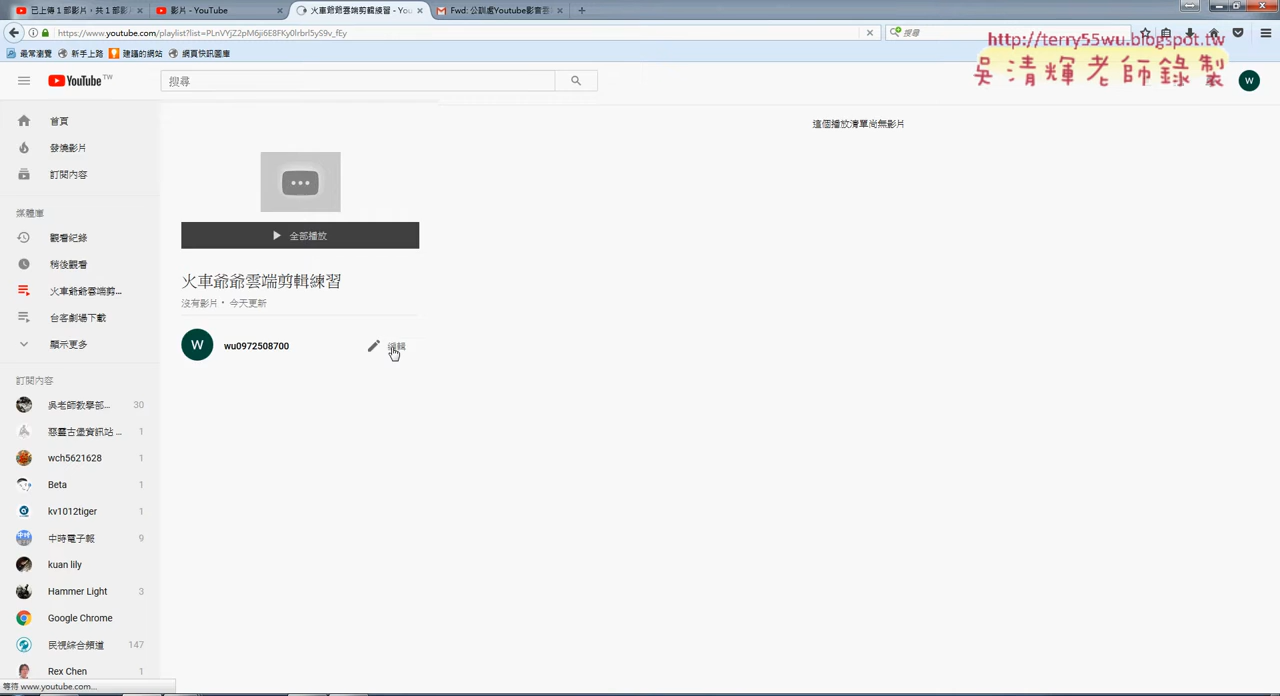 已上傳 1 部影片，共 1 部影片
影片 - YouTube
火車爺爺雲端剪輯練習 - You
Fwd: 公訓處Youtube影音
https://www.youtube.com/playlist?list=PLnVYjZ2pM6ji6E8FKy0lrbrl5yS9v_fEy
搜尋
http://terry55wu.blogspot.tw
最常瀏覽
新手上路
建議的網站
網頁快訊圖庫
吳清輝老師錄製
YouTube TW
搜尋
W
首頁
發燒影片
訂閱內容
媒體庫
觀看紀錄
稍後觀看
火車爺爺雲端剪...
台客劇場下載
顯示更多
訂閱內容
吳老師教學部... 30
惡靈古堡資訊站 ... 1
wch5621628 1
Beta 1
kv1012tiger 1
中時電子報 9
kuan lily
Hammer Light 3
Google Chrome
民視綜合頻道 147
Rex Chen 1
全部播放
火車爺爺雲端剪輯練習
沒有影片・今天更新
W
wu0972508700
編輯
這個播放清單尚無影片
等待 www.youtube.com...